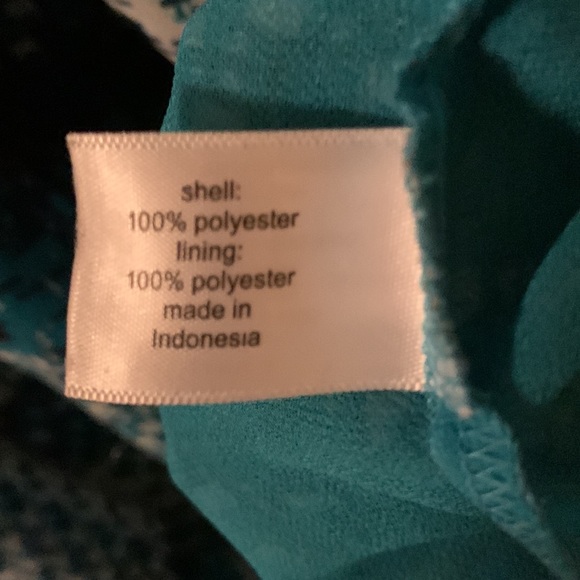 shell:
100% polyester
lining:
100% polyester
made in
Indonesia